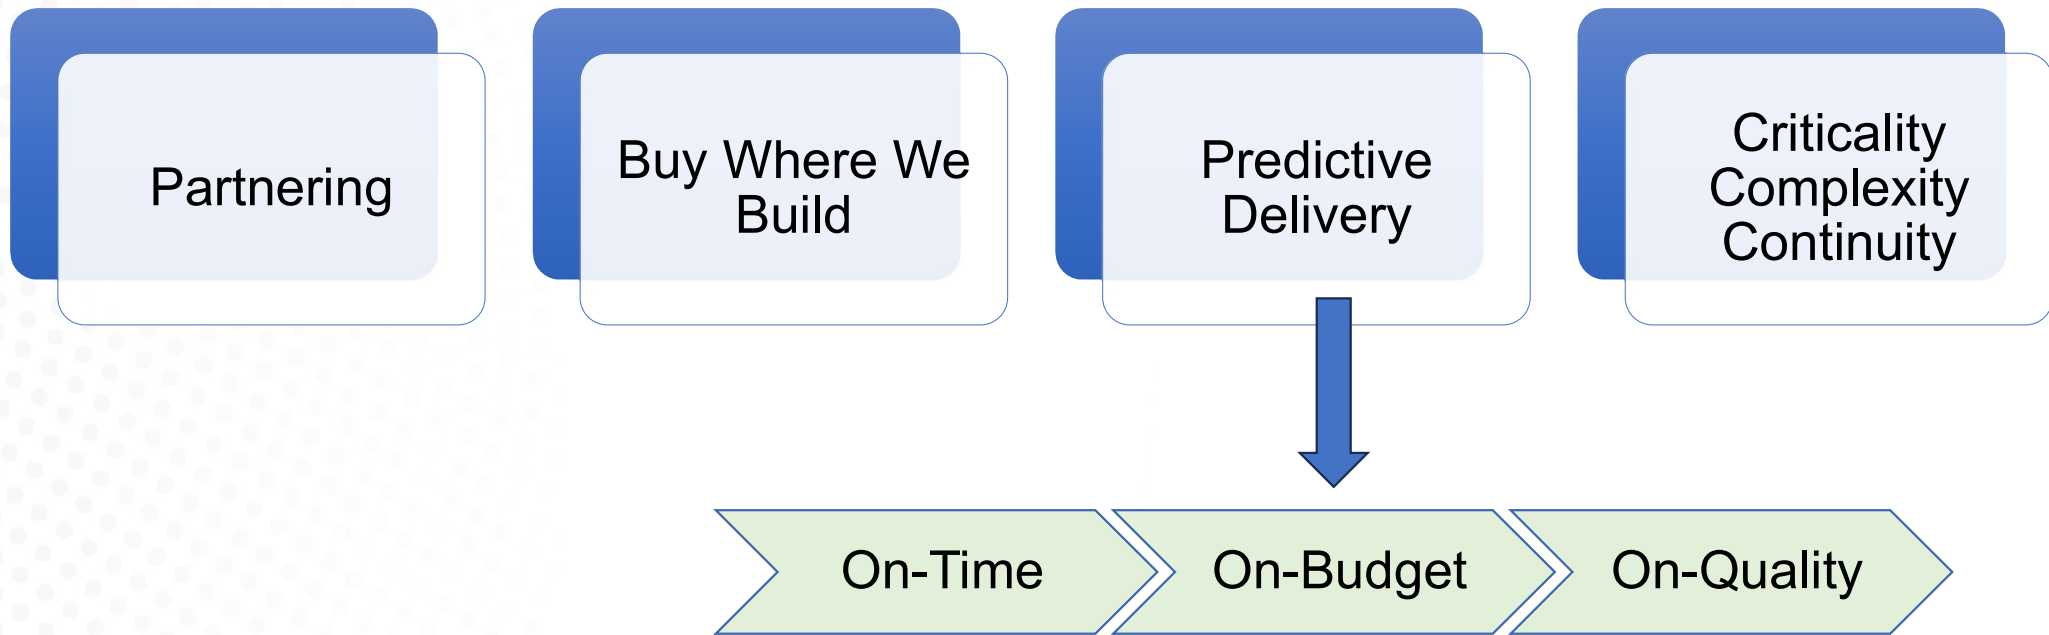 Partnering
Buy Where We
Build
Predictive
Delivery
Criticality
Complexity
Continuity
On-Time
On-Budget
On-Quality